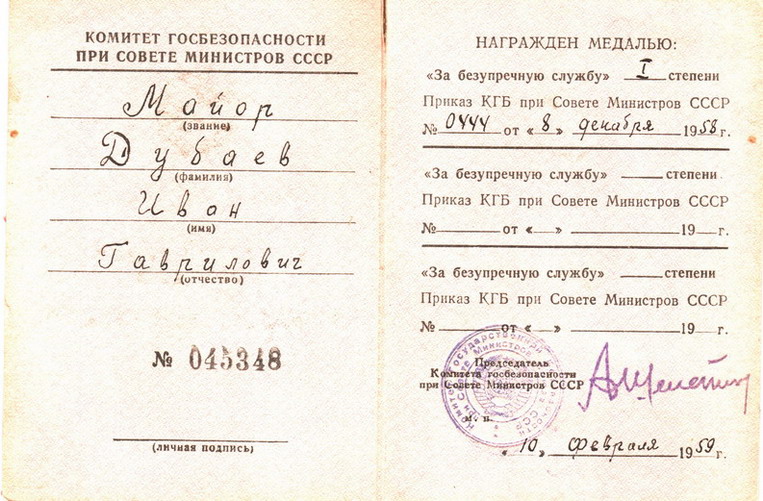 КОМИТЕТ ГОСБЕЗОПАСНОСТИ
ПРИ СОВЕТЕ МИНИСТРОВ СССР
Майор
(звание)
Дубаев
(фамилия)
Иван
(имя)
Гаврилович
(отчество)
№ 045348
(личная подпись)
НАГРАЖДЕН МЕДАЛЬЮ:
«За безупречную службу» I степени
Приказ КГБ при Совете Министров СССР
№ 0444 от «8» декабря 1958 г.
«За безупречную службу» степени
Приказ КГБ при Совете Министров СССР
№ от « » 19 г.
«За безупречную службу» степени
Приказ КГБ при Совете Министров СССР
№ от « » 19 г.
Председатель
Комитета госбезопасности
при Совете Министров СССР
м. п.
«10» февраля 1959 г.